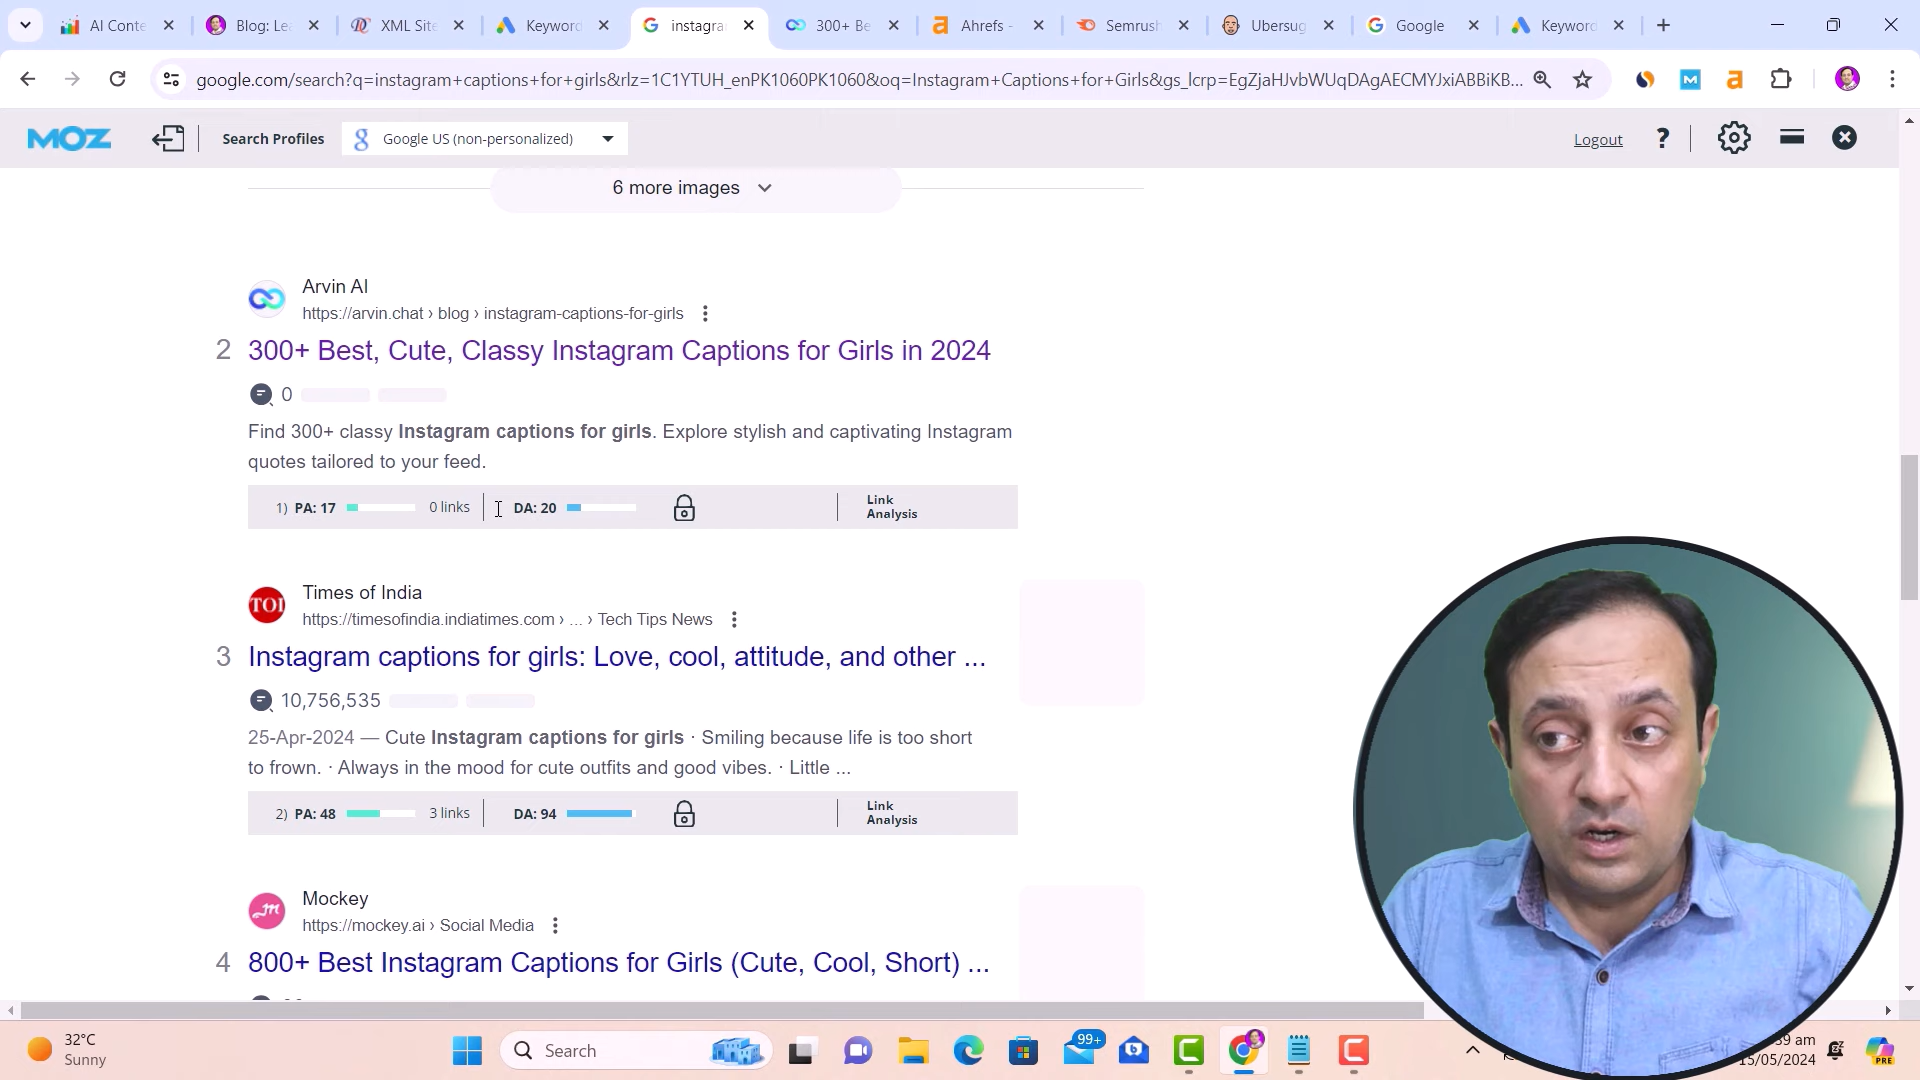 AI Conte
Blog: Le
XML Site
Keyword
instagra
300+ Be
Ahrefs -
Semrush
Ubersug
Google
Keyword
google.com/search?q=instagram+captions+for+girls&rlz=1C1YTUH_enPK1060PK1060&oq=Instagram+Captions+for+Girls&gs_lcrp=EgZjaHJvbWUqDAgAECMYJxiABBiKB...
MOZ
Search Profiles
Google US (non-personalized)
Logout
?
6 more images
Arvin AI
https://arvin.chat › blog › instagram-captions-for-girls
2 300+ Best, Cute, Classy Instagram Captions for Girls in 2024
0
Find 300+ classy Instagram captions for girls. Explore stylish and captivating Instagram
quotes tailored to your feed.
1) PA: 17 0 links DA: 20 Link Analysis
TOI
Times of India
https://timesofindia.indiatimes.com › ... › Tech Tips News
3 Instagram captions for girls: Love, cool, attitude, and other ...
10,756,535
25-Apr-2024 — Cute Instagram captions for girls · Smiling because life is too short
to frown. · Always in the mood for cute outfits and good vibes. · Little ...
2) PA: 48 3 links DA: 94 Link Analysis
Mockey
https://mockey.ai › Social Media
4 800+ Best Instagram Captions for Girls (Cute, Cool, Short) ...
32°C
Sunny
Search
99+
39 am
15/05/2024
PRE